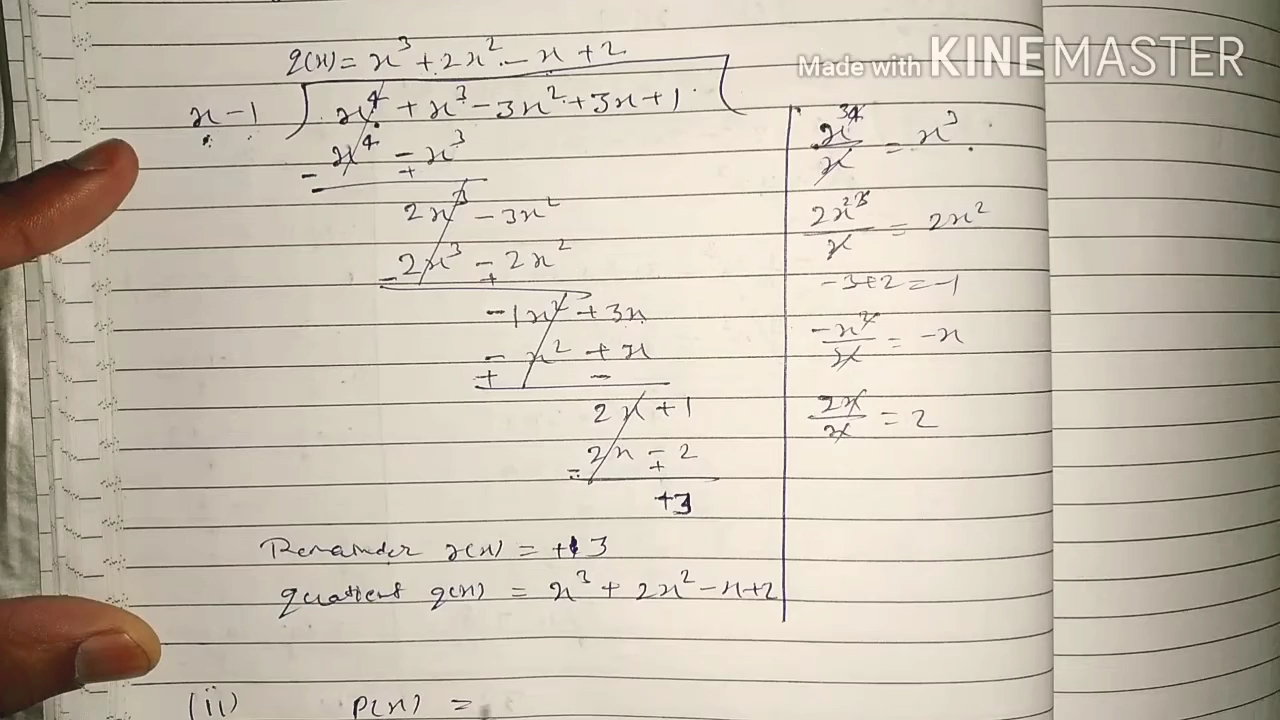 Made with KINEMASTER
q(x) = x³ + 2x² - x + 2
x - 1 ) x⁴ + x³ - 3x² + 3x + 1
x⁴ - x³
- +
2x³ - 3x²
2x³ - 2x²
- +
-1x² + 3x
- x² + x
+ -
2x + 1
2x - 2
- +
+3
Remainder r(x) = + 3
quotient q(x) = x³ + 2x² - x + 2
(ii) P(x) =
x⁴/x = x³
2x³/x = 2x²
-3+2 = -1
-x²/x = -x
2x/x = 2